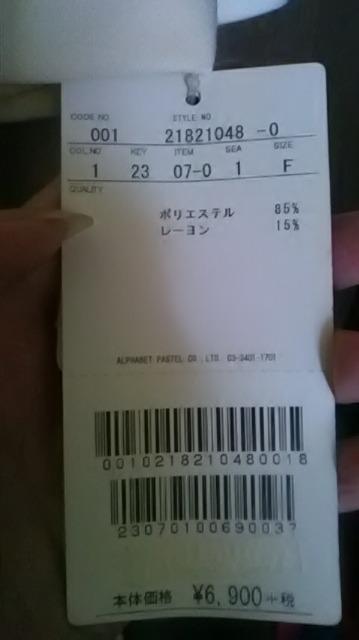 CODE NO STYLE NO
001 21821048 -0
COL.NO KEY ITEM SEA SIZE
1 23 07-0 1 F
QUALITY
ポリエステル 85%
レーヨン 15%
ALPHABET PASTEL CO.,LTD. 03-3401-1701
0010218210480018
2307010069003​7
本体価格 ¥6,900+税